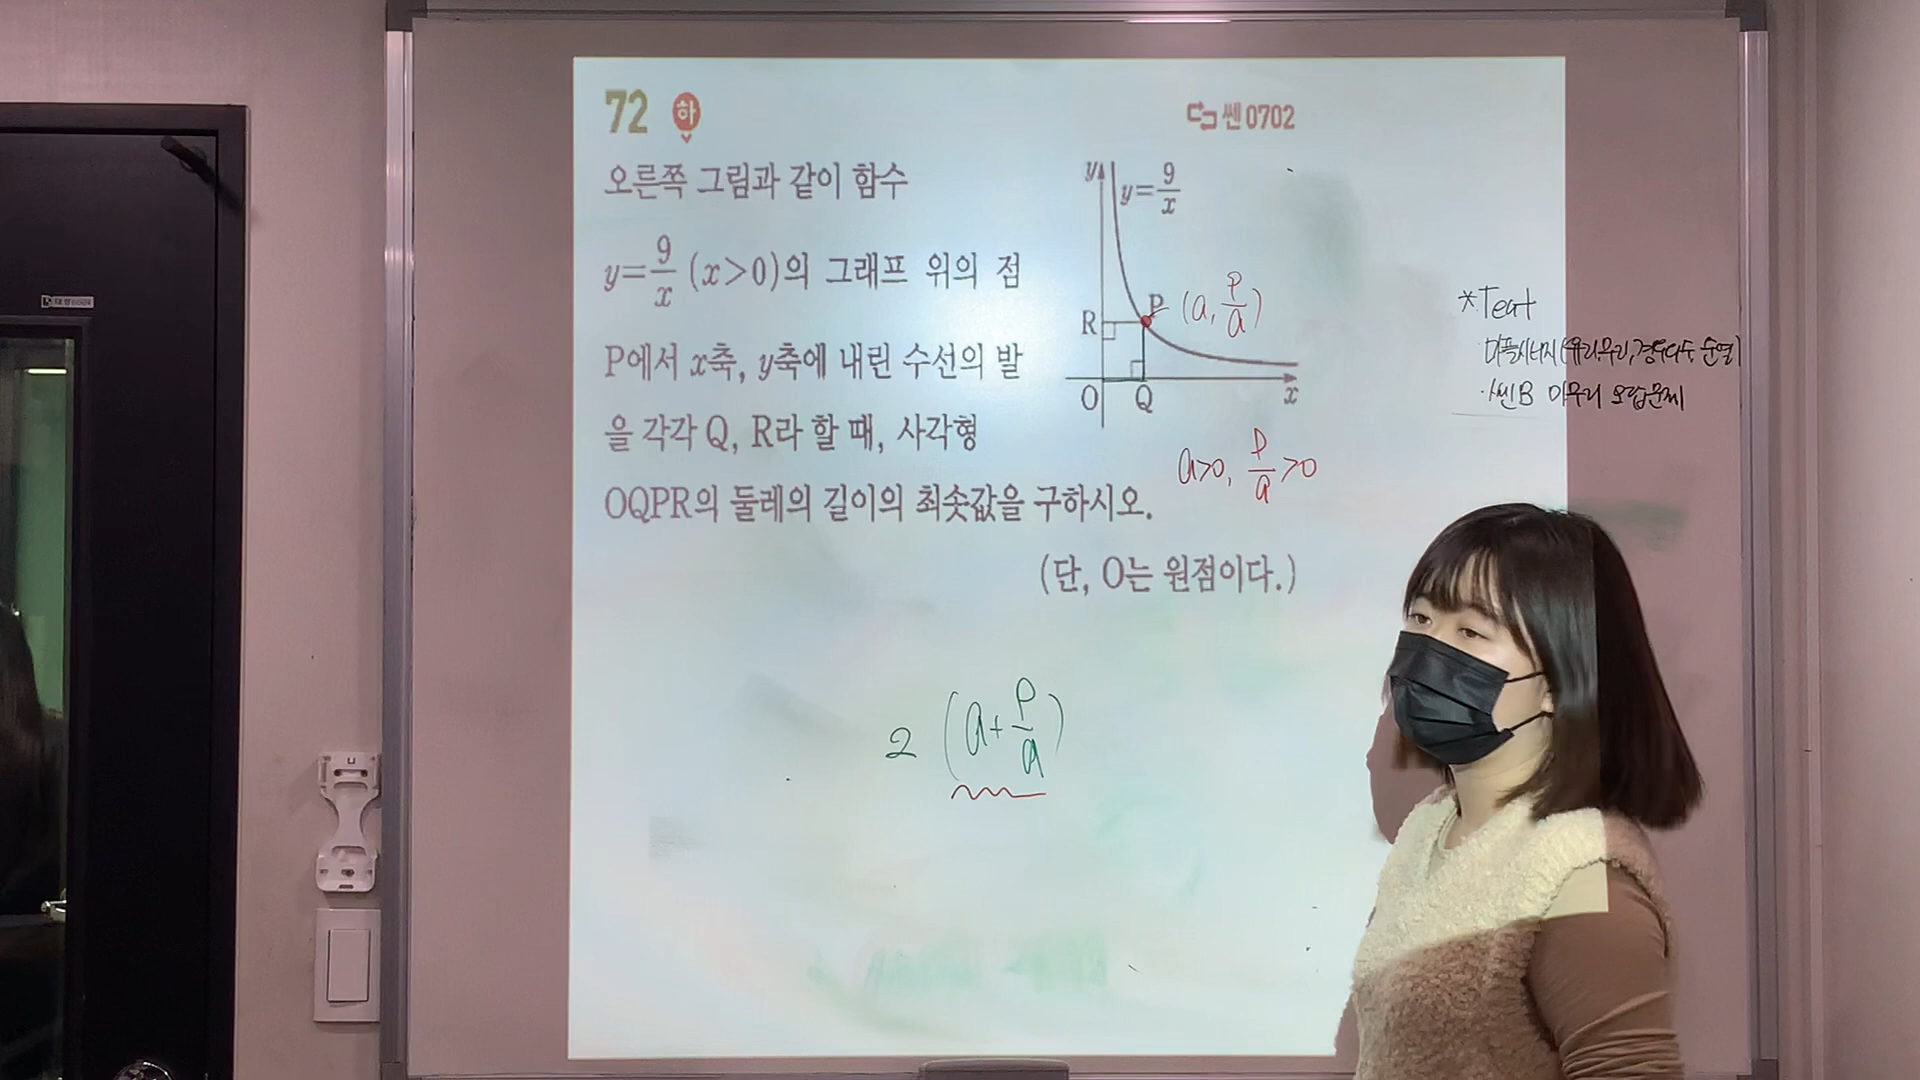 72 하
쎈 0702
오른쪽 그림과 같이 함수
y=9/x (x>0)의 그래프 위의 점
P에서 x축, y축에 내린 수선의 발
을 각각 Q, R라 할 때, 사각형
OQPR의 둘레의 길이의 최솟값을 구하시오.
(단, O는 원점이다.)
y
y=9/x
R
P (a, 9/a)
O
Q
x
a>0, 9/a>0
2 (a+9/a)
*Test
·쎈B 마무리 오답문제